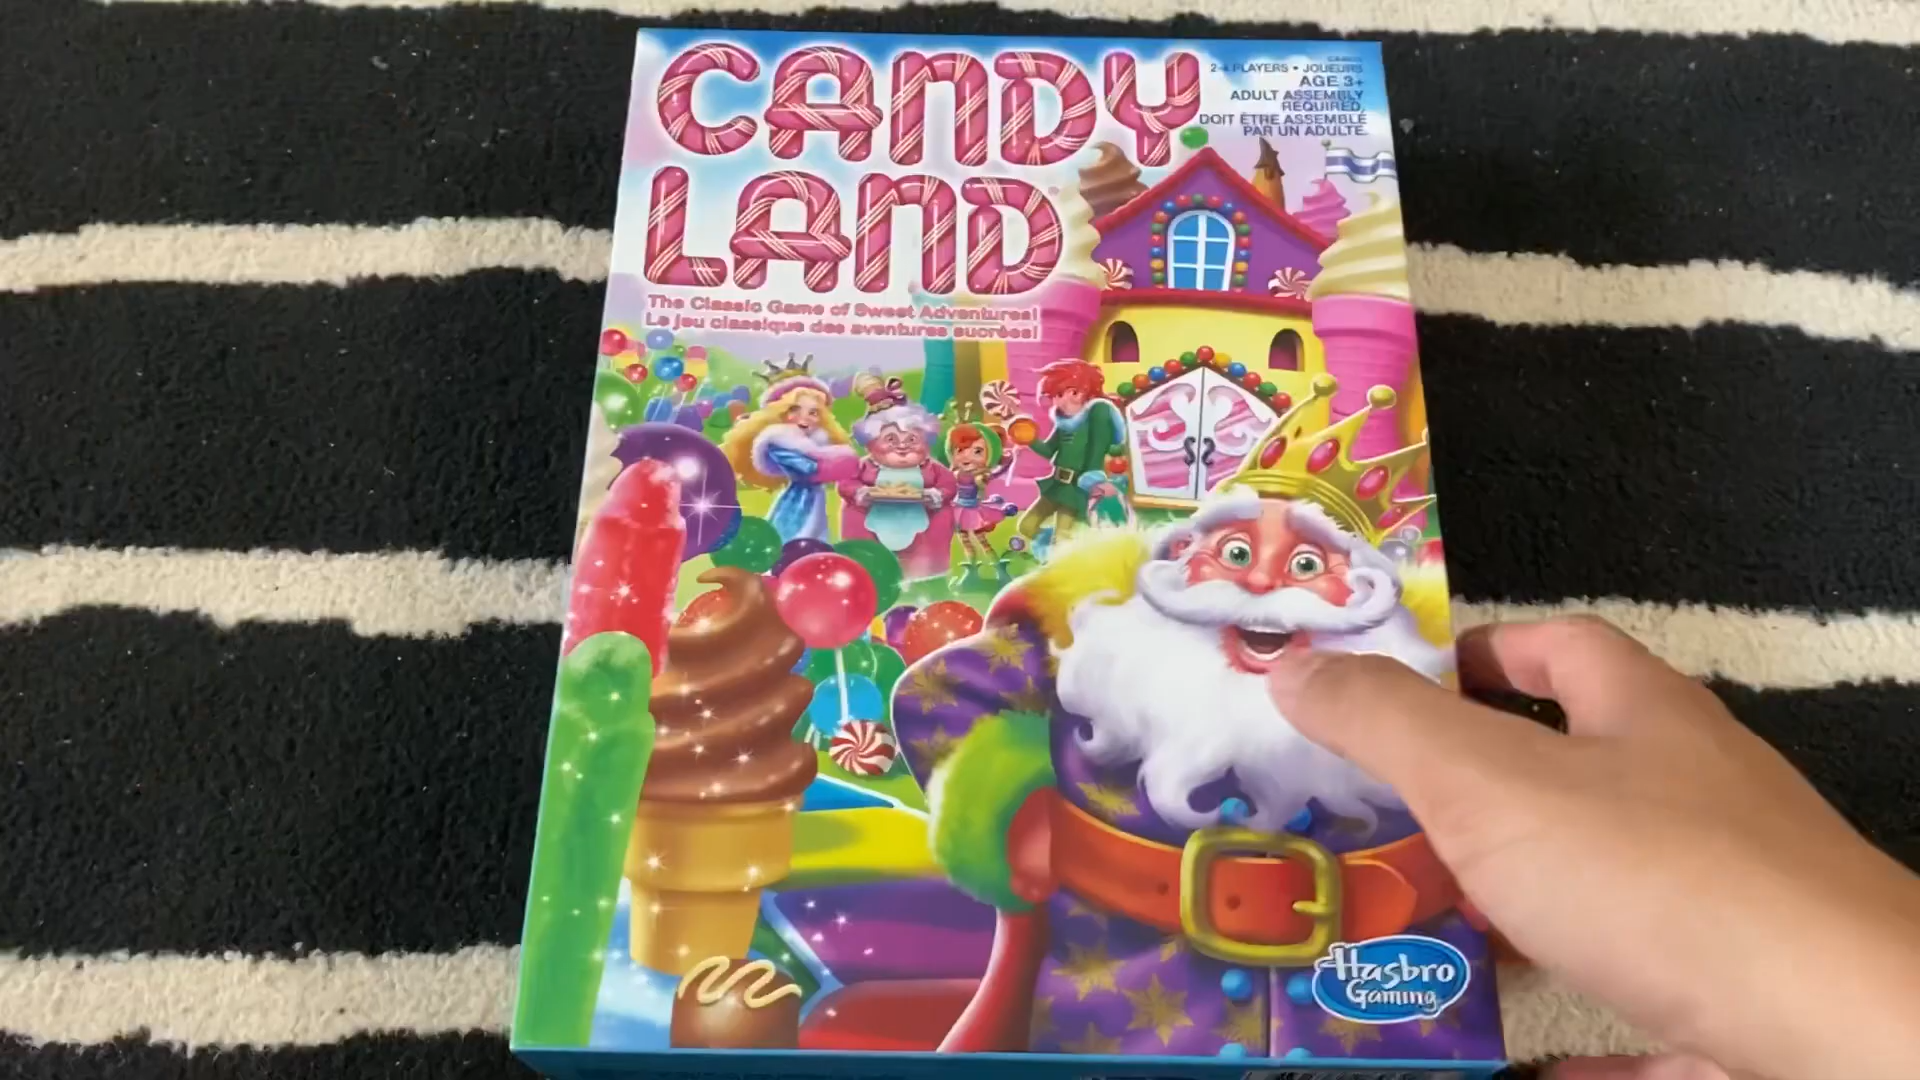 CANDY
LAND
The Classic Game of Sweet Adventures!
Le jeu classique des aventures sucrées!
2-4 PLAYERS • JOUEURS
AGE 3+
ADULT ASSEMBLY
REQUIRED.
DOIT ÊTRE ASSEMBLÉ
PAR UN ADULTE.
Hasbro
Gaming